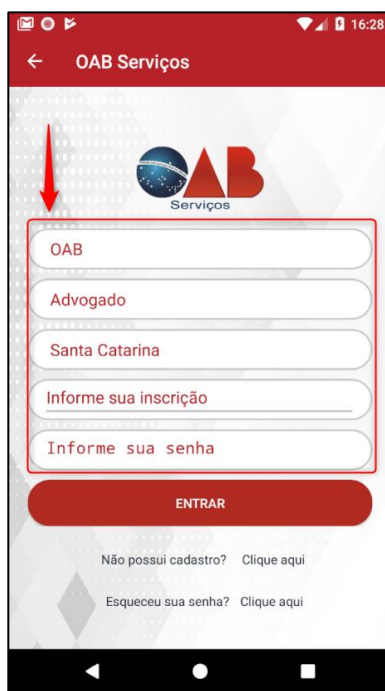 16:28
OAB Serviços
OAB
Serviços
OAB
Advogado
Santa Catarina
Informe sua inscrição
Informe sua senha
ENTRAR
Não possui cadastro? Clique aqui
Esqueceu sua senha? Clique aqui